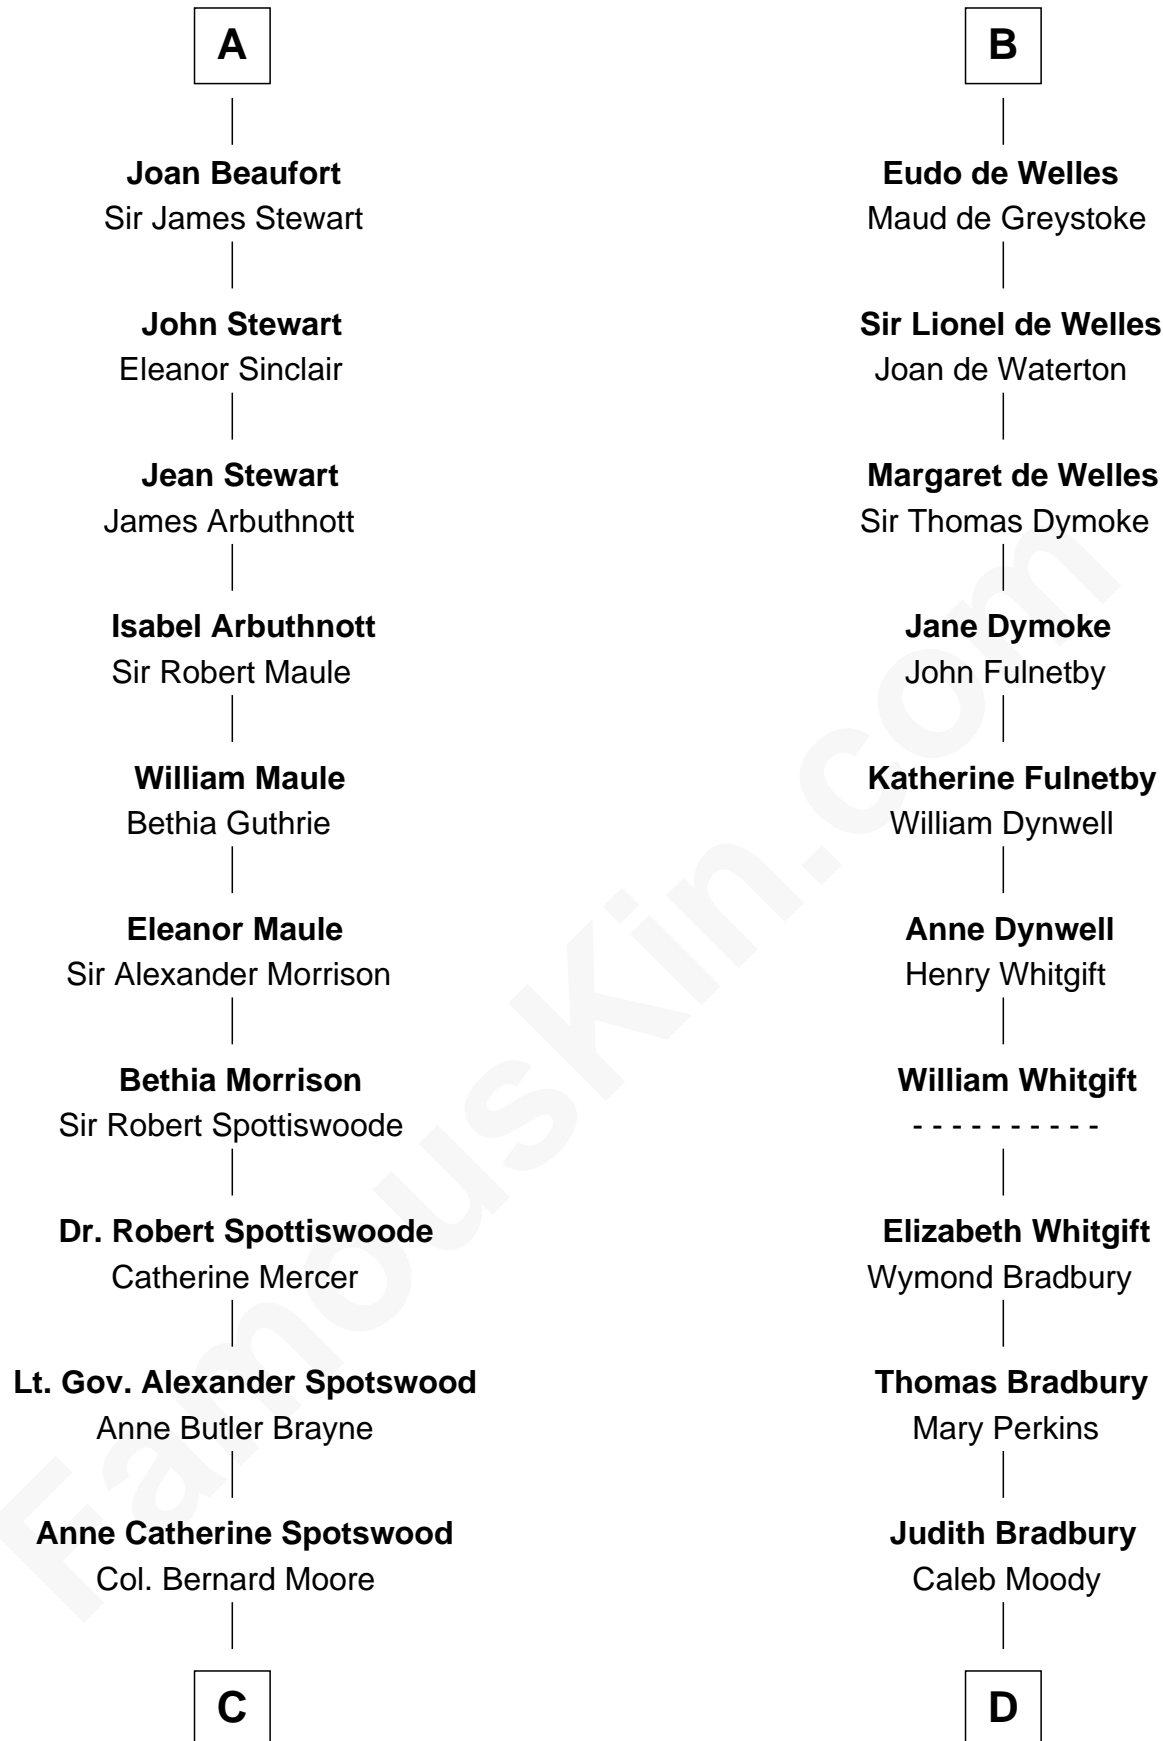 A
Joan Beaufort
Sir James Stewart
John Stewart
Eleanor Sinclair
Jean Stewart
James Arbuthnott
Isabel Arbuthnott
Sir Robert Maule
William Maule
Bethia Guthrie
Eleanor Maule
Sir Alexander Morrison
Bethia Morrison
Sir Robert Spottiswoode
Dr. Robert Spottiswoode
Catherine Mercer
Lt. Gov. Alexander Spotswood
Anne Butler Brayne
Anne Catherine Spotswood
Col. Bernard Moore
C
B
Eudo de Welles
Maud de Greystoke
Sir Lionel de Welles
Joan de Waterton
Margaret de Welles
Sir Thomas Dymoke
Jane Dymoke
John Fulnetby
Katherine Fulnetby
William Dynwell
Anne Dynwell
Henry Whitgift
William Whitgift
- - - - - - - - - -
Elizabeth Whitgift
Wymond Bradbury
Thomas Bradbury
Mary Perkins
Judith Bradbury
Caleb Moody
D
FamousKin.com